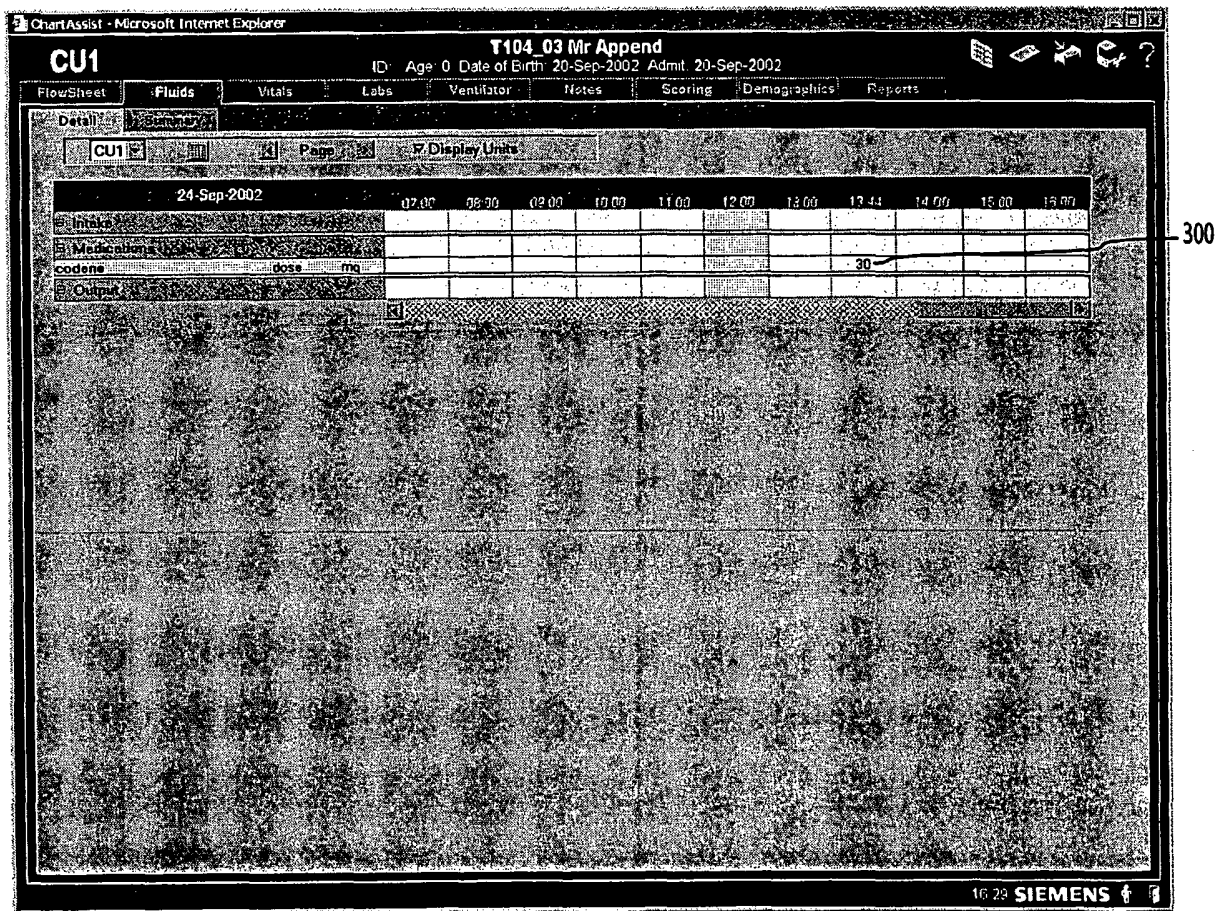 ChartAssist - Microsoft Internet Explorer
CU1
T104_03 Mr Append
ID: Age: 0 Date of Birth: 20-Sep-2002 Admit: 20-Sep-2002
?
FlowSheet Fluids Vitals Labs Ventilator Notes Scoring Demographics Reports
Detail Summary
CU1 Page Display Units
24-Sep-2002 07:00 08:00 09:00 10:00 11:00 12:00 13:00 13:44 14:00 15:00 16:00
Intake
Medications
codene dose mg 30
Output
300
16:29 SIEMENS